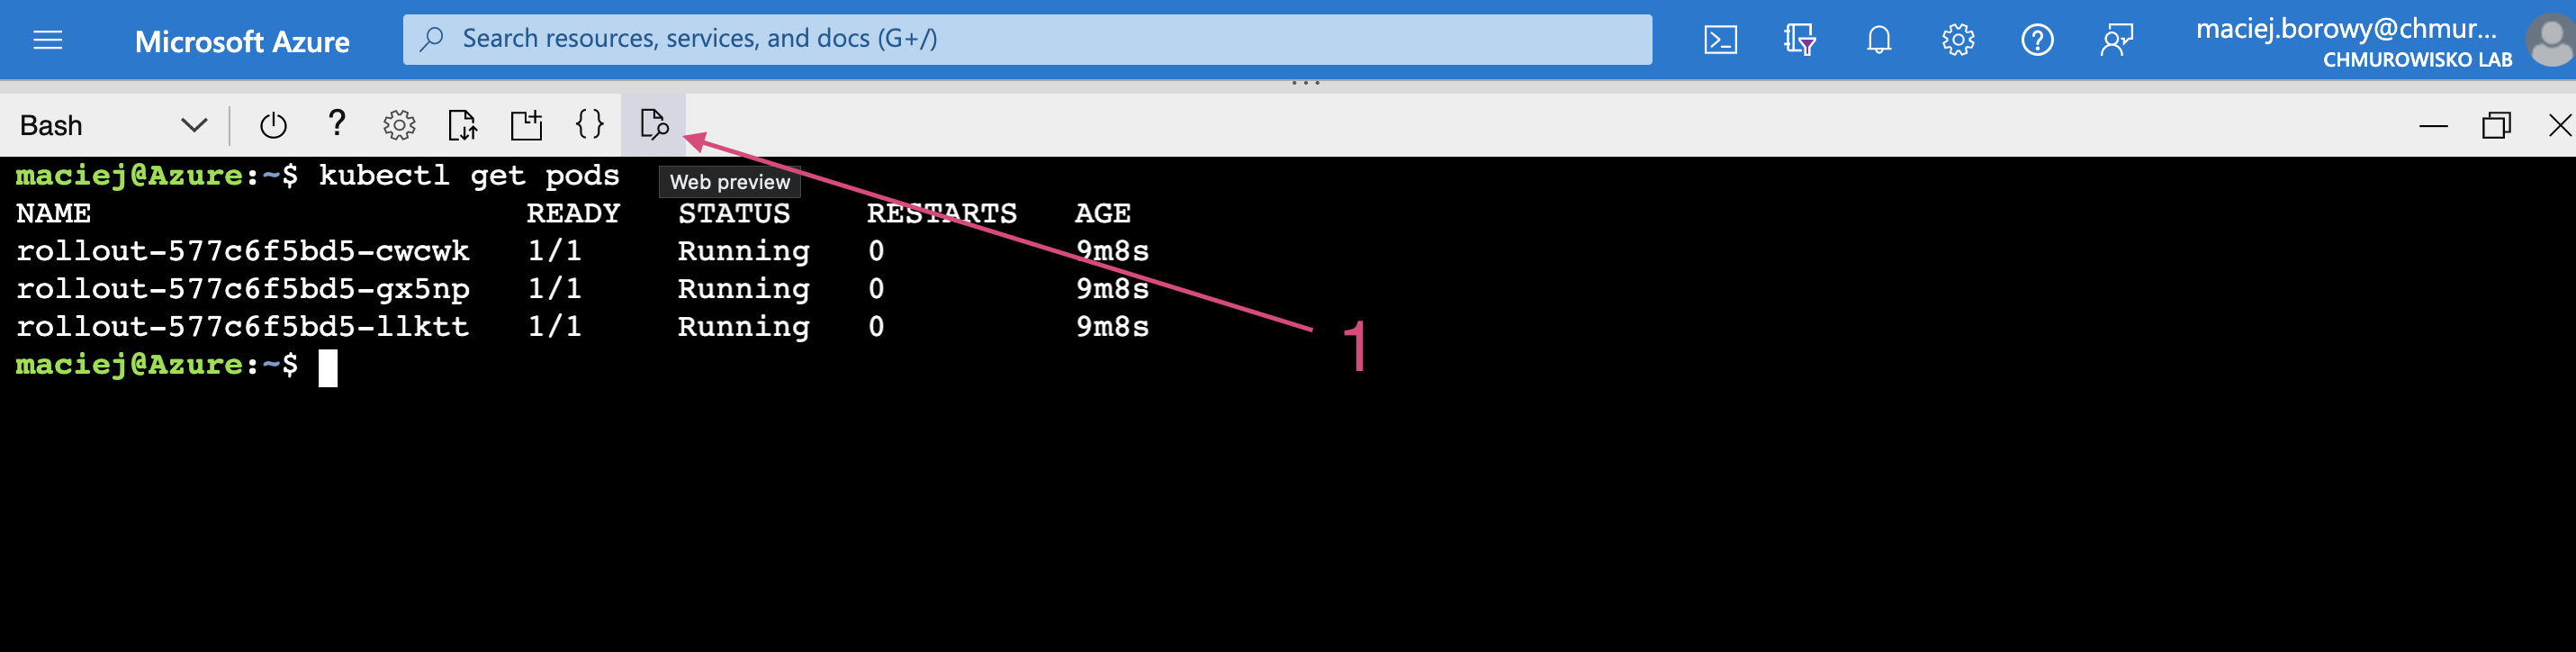 Microsoft Azure
Search resources, services, and docs (G+/)
maciej.borowy@chmur...
CHMUROWISKO LAB
Bash
maciej@Azure:~$ kubectl get pods
Web preview
NAME READY STATUS RESTARTS AGE
rollout-577c6f5bd5-cwcwk 1/1 Running 0 9m8s
rollout-577c6f5bd5-gx5np 1/1 Running 0 9m8s
rollout-577c6f5bd5-llktt 1/1 Running 0 9m8s
1
maciej@Azure:~$